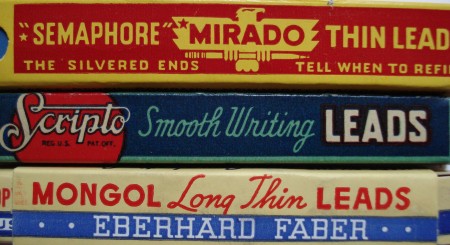 "SEMAPHORE" MIRADO THIN LEAD
THE SILVERED ENDS TELL WHEN TO REFI
Scripto Smooth Writing LEADS
REG. U.S. PAT. OFF.
MONGOL Long Thin LEADS
EBERHARD FABER